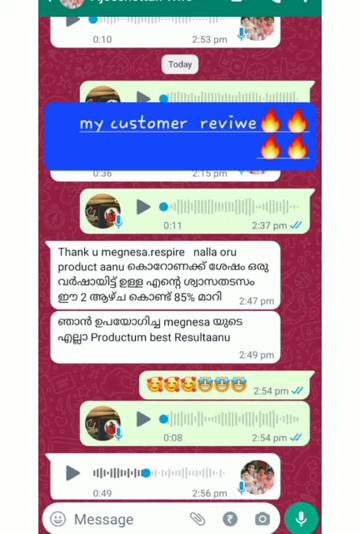 0:10
2:53 pm
Today
my customer reviwe🔥🔥
🔥🔥
0:36
2:15 pm
0:11
2:37 pm
Thank u megnesa.respire nalla oru
product aanu കൊറോണക്ക് ശേഷം ഒരു
വർഷായിട്ട് ഉള്ള എന്റെ ശ്വാസതടസം
ഈ 2 ആഴ്ച കൊണ്ട് 85% മാറി
2:47 pm
ഞാൻ ഉപയോഗിച്ച megnesa യുടെ
എല്ലാ Productum best Resultaanu
2:49 pm
2:54 pm
0:08
2:54 pm
0:49
2:56 pm
Message